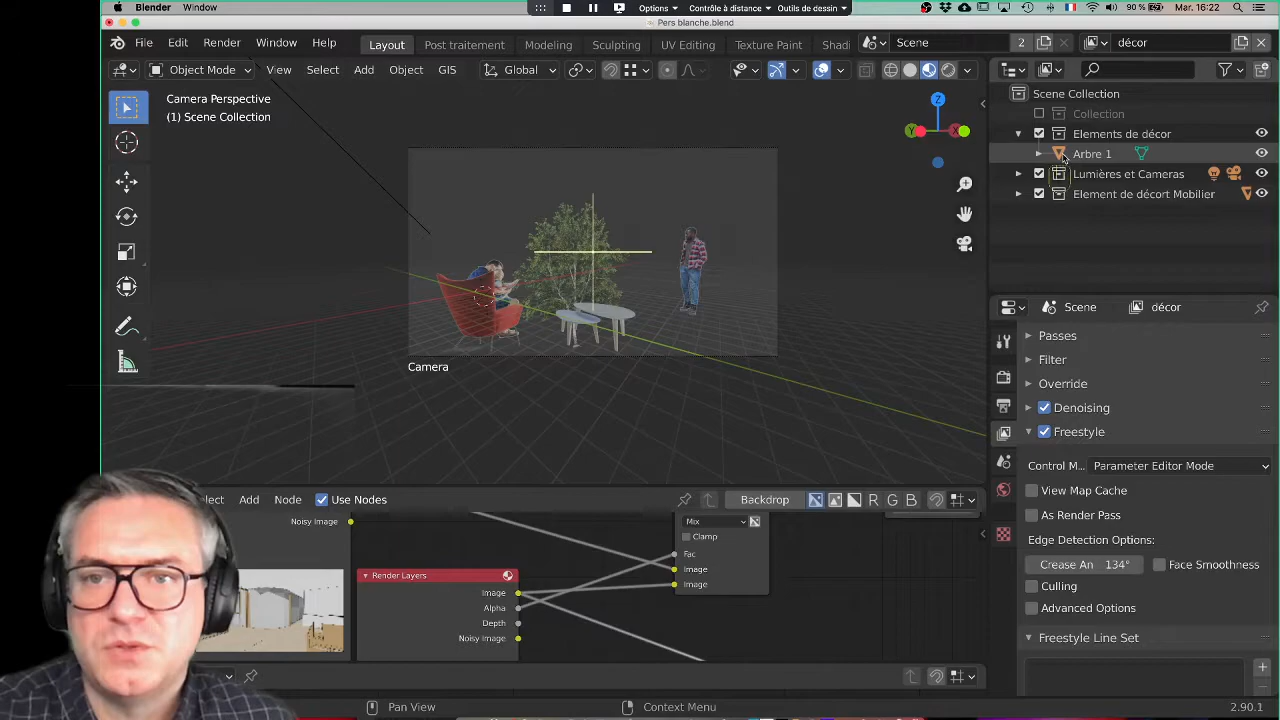 Blender Window
Options Contrôle à distance Outils de dessin
90 % Mar. 16:22
Pers blanche.blend
File Edit Render Window Help Layout Post traitement Modeling Sculpting UV Editing Texture Paint Shadi Scene 2 décor
Object Mode View Select Add Object GIS Global
Camera Perspective
(1) Scene Collection
Z
Y
X
Camera
Scene Collection
Collection
Elements de décor
Arbre 1
Lumières et Cameras
Element de décort Mobilier
Scene décor
Passes
Filter
Override
Denoising
Freestyle
Control M... Parameter Editor Mode
View Map Cache
As Render Pass
Edge Detection Options:
Crease An 134° Face Smoothness
Culling
Advanced Options
Freestyle Line Set
elect Add Node Use Nodes Backdrop R G B
Noisy Image
Mix
Clamp
Fac
Image
Image
Render Layers
Image
Alpha
Depth
Noisy Image
Pan View Context Menu 2.90.1